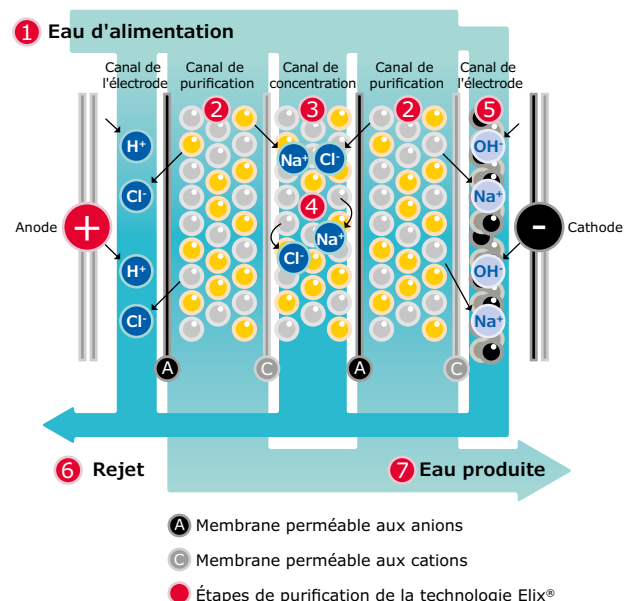 1 Eau d'alimentation
Canal de
l'électrode
Canal de
purification
Canal de
concentration
Canal de
purification
Canal de
l'électrode
2
3
2
5
H⁺
Na⁺
Cl⁻
OH⁻
Cl⁻
Na⁺
4
Anode
+
Na⁺
-
Cathode
Cl⁻
H⁺
OH⁻
Cl⁻
Na⁺
A
C
A
C
6 Rejet
7 Eau produite
A Membrane perméable aux anions
C Membrane perméable aux cations
Étapes de purification de la technologie Elix®